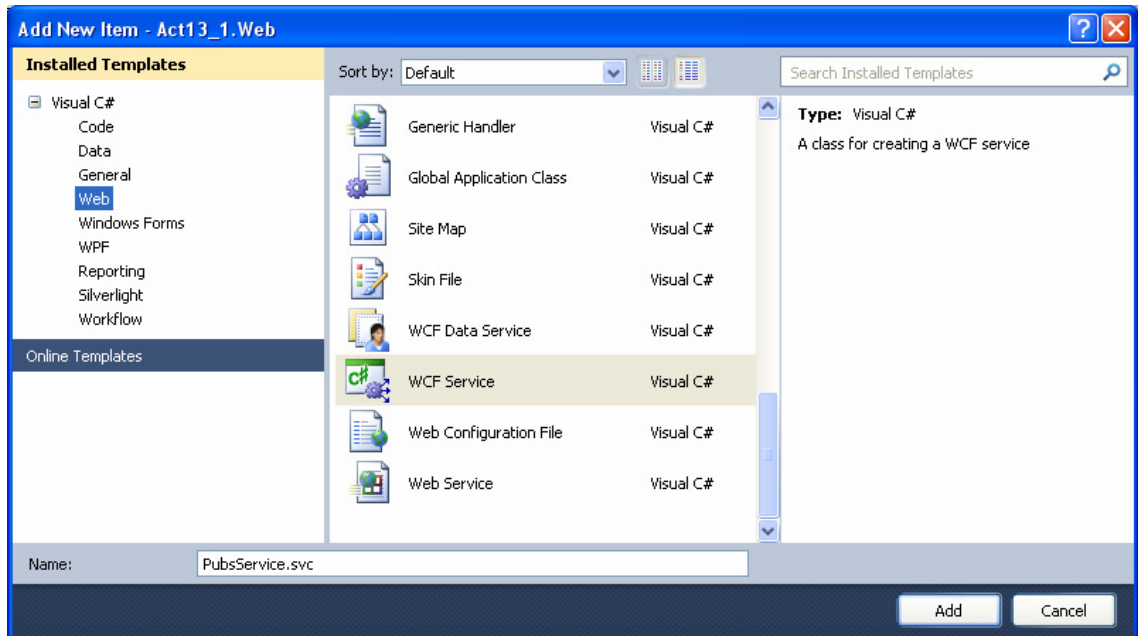 Add New Item - Act13_1.Web
Installed Templates
Visual C#
Code
Data
General
Web
Windows Forms
WPF
Reporting
Silverlight
Workflow
Online Templates
Sort by: Default
Generic Handler Visual C#
Global Application Class Visual C#
Site Map Visual C#
Skin File Visual C#
WCF Data Service Visual C#
WCF Service Visual C#
Web Configuration File Visual C#
Web Service Visual C#
Search Installed Templates
Type: Visual C#
A class for creating a WCF service
Name: PubsService.svc
Add Cancel